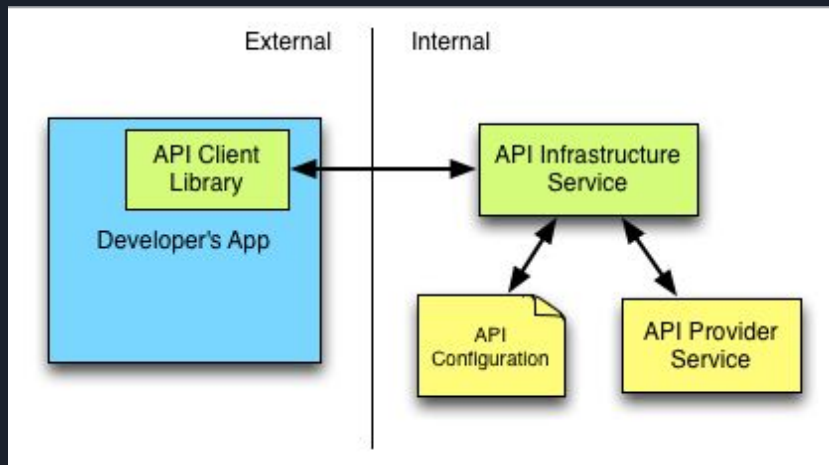 External
Internal
API Client
Library
Developer's App
API Infrastructure
Service
API
Configuration
API Provider
Service